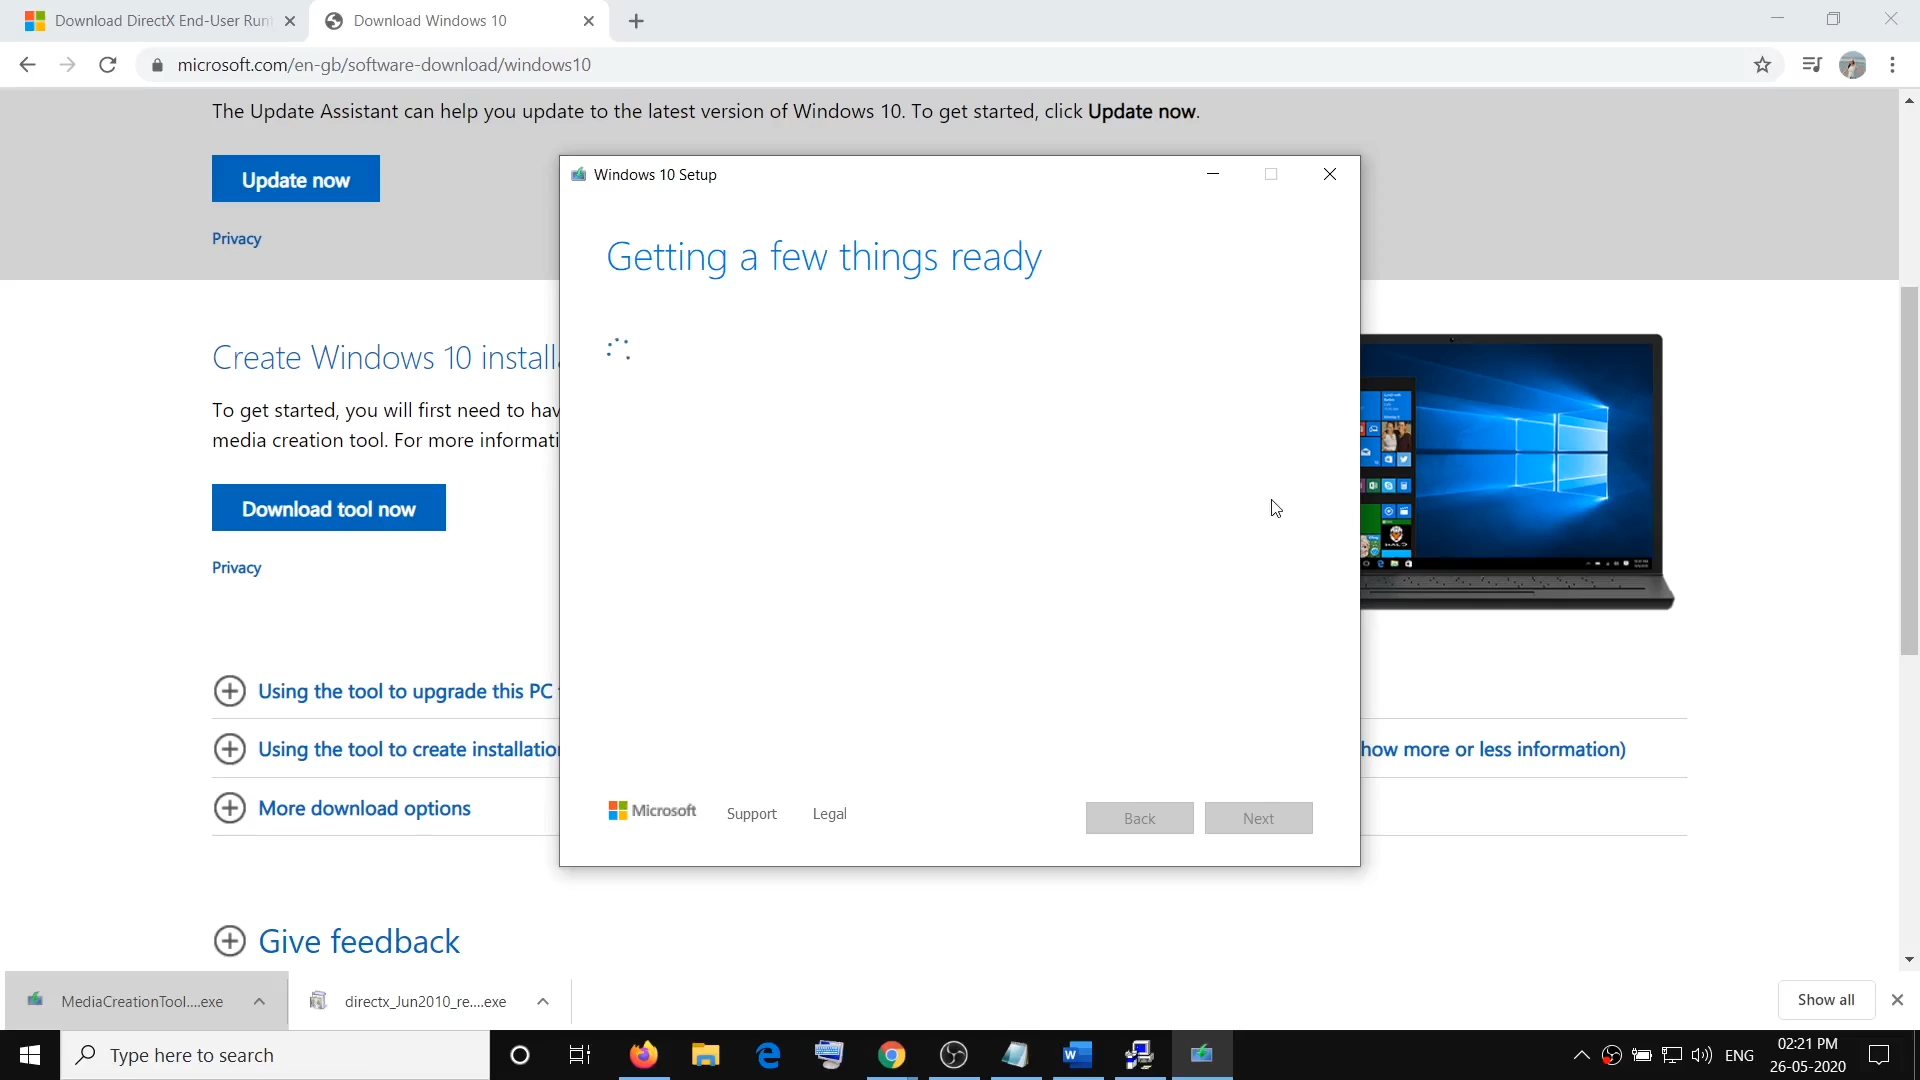 Download DirectX End-User Run
Download Windows 10
microsoft.com/en-gb/software-download/windows10
The Update Assistant can help you update to the latest version of Windows 10. To get started, click Update now.
Update now
Privacy
Windows 10 Setup
Getting a few things ready
Create Windows 10 install
To get started, you will first need to hav
media creation tool. For more informati
Download tool now
Privacy
Using the tool to upgrade this PC
Using the tool to create installation
how more or less information)
More download options
Microsoft
Support
Legal
Back
Next
Give feedback
MediaCreationTool....exe
directx_Jun2010_re....exe
Show all
Type here to search
ENG
02:21 PM
26-05-2020